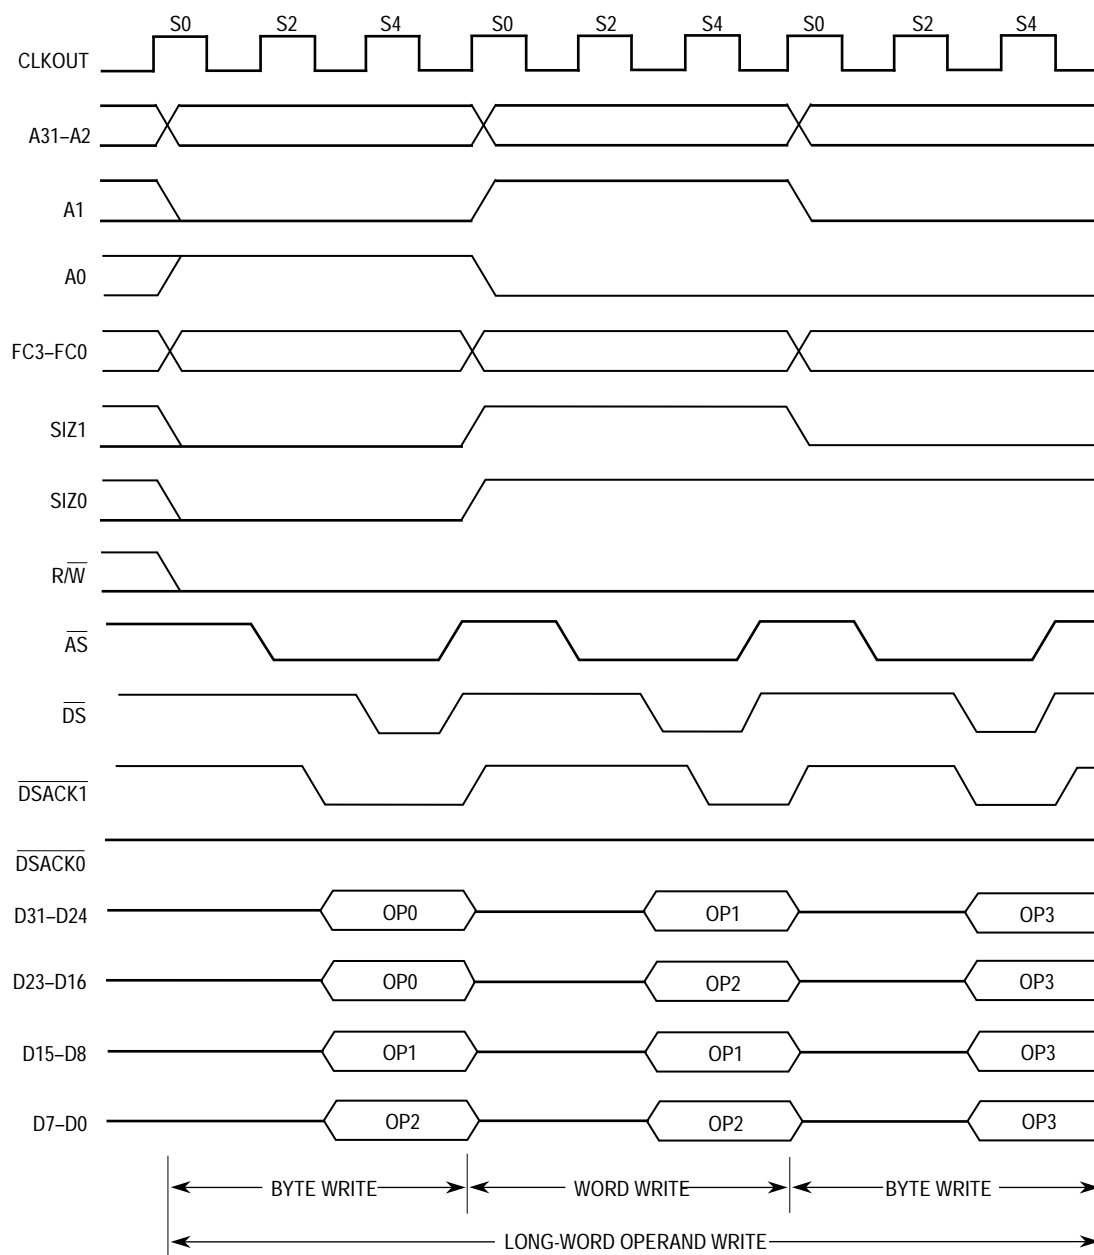 S0 S2 S4 S0 S2 S4 S0 S2 S4
CLKOUT
A31–A2
A1
A0
FC3–FC0
SIZ1
SIZ0
R/W
AS
DS
DSACK1
DSACK0
D31–D24 OP0 OP1 OP3
D23–D16 OP0 OP2 OP3
D15–D8 OP1 OP1 OP3
D7–D0 OP2 OP2 OP3
BYTE WRITE WORD WRITE BYTE WRITE
LONG-WORD OPERAND WRITE